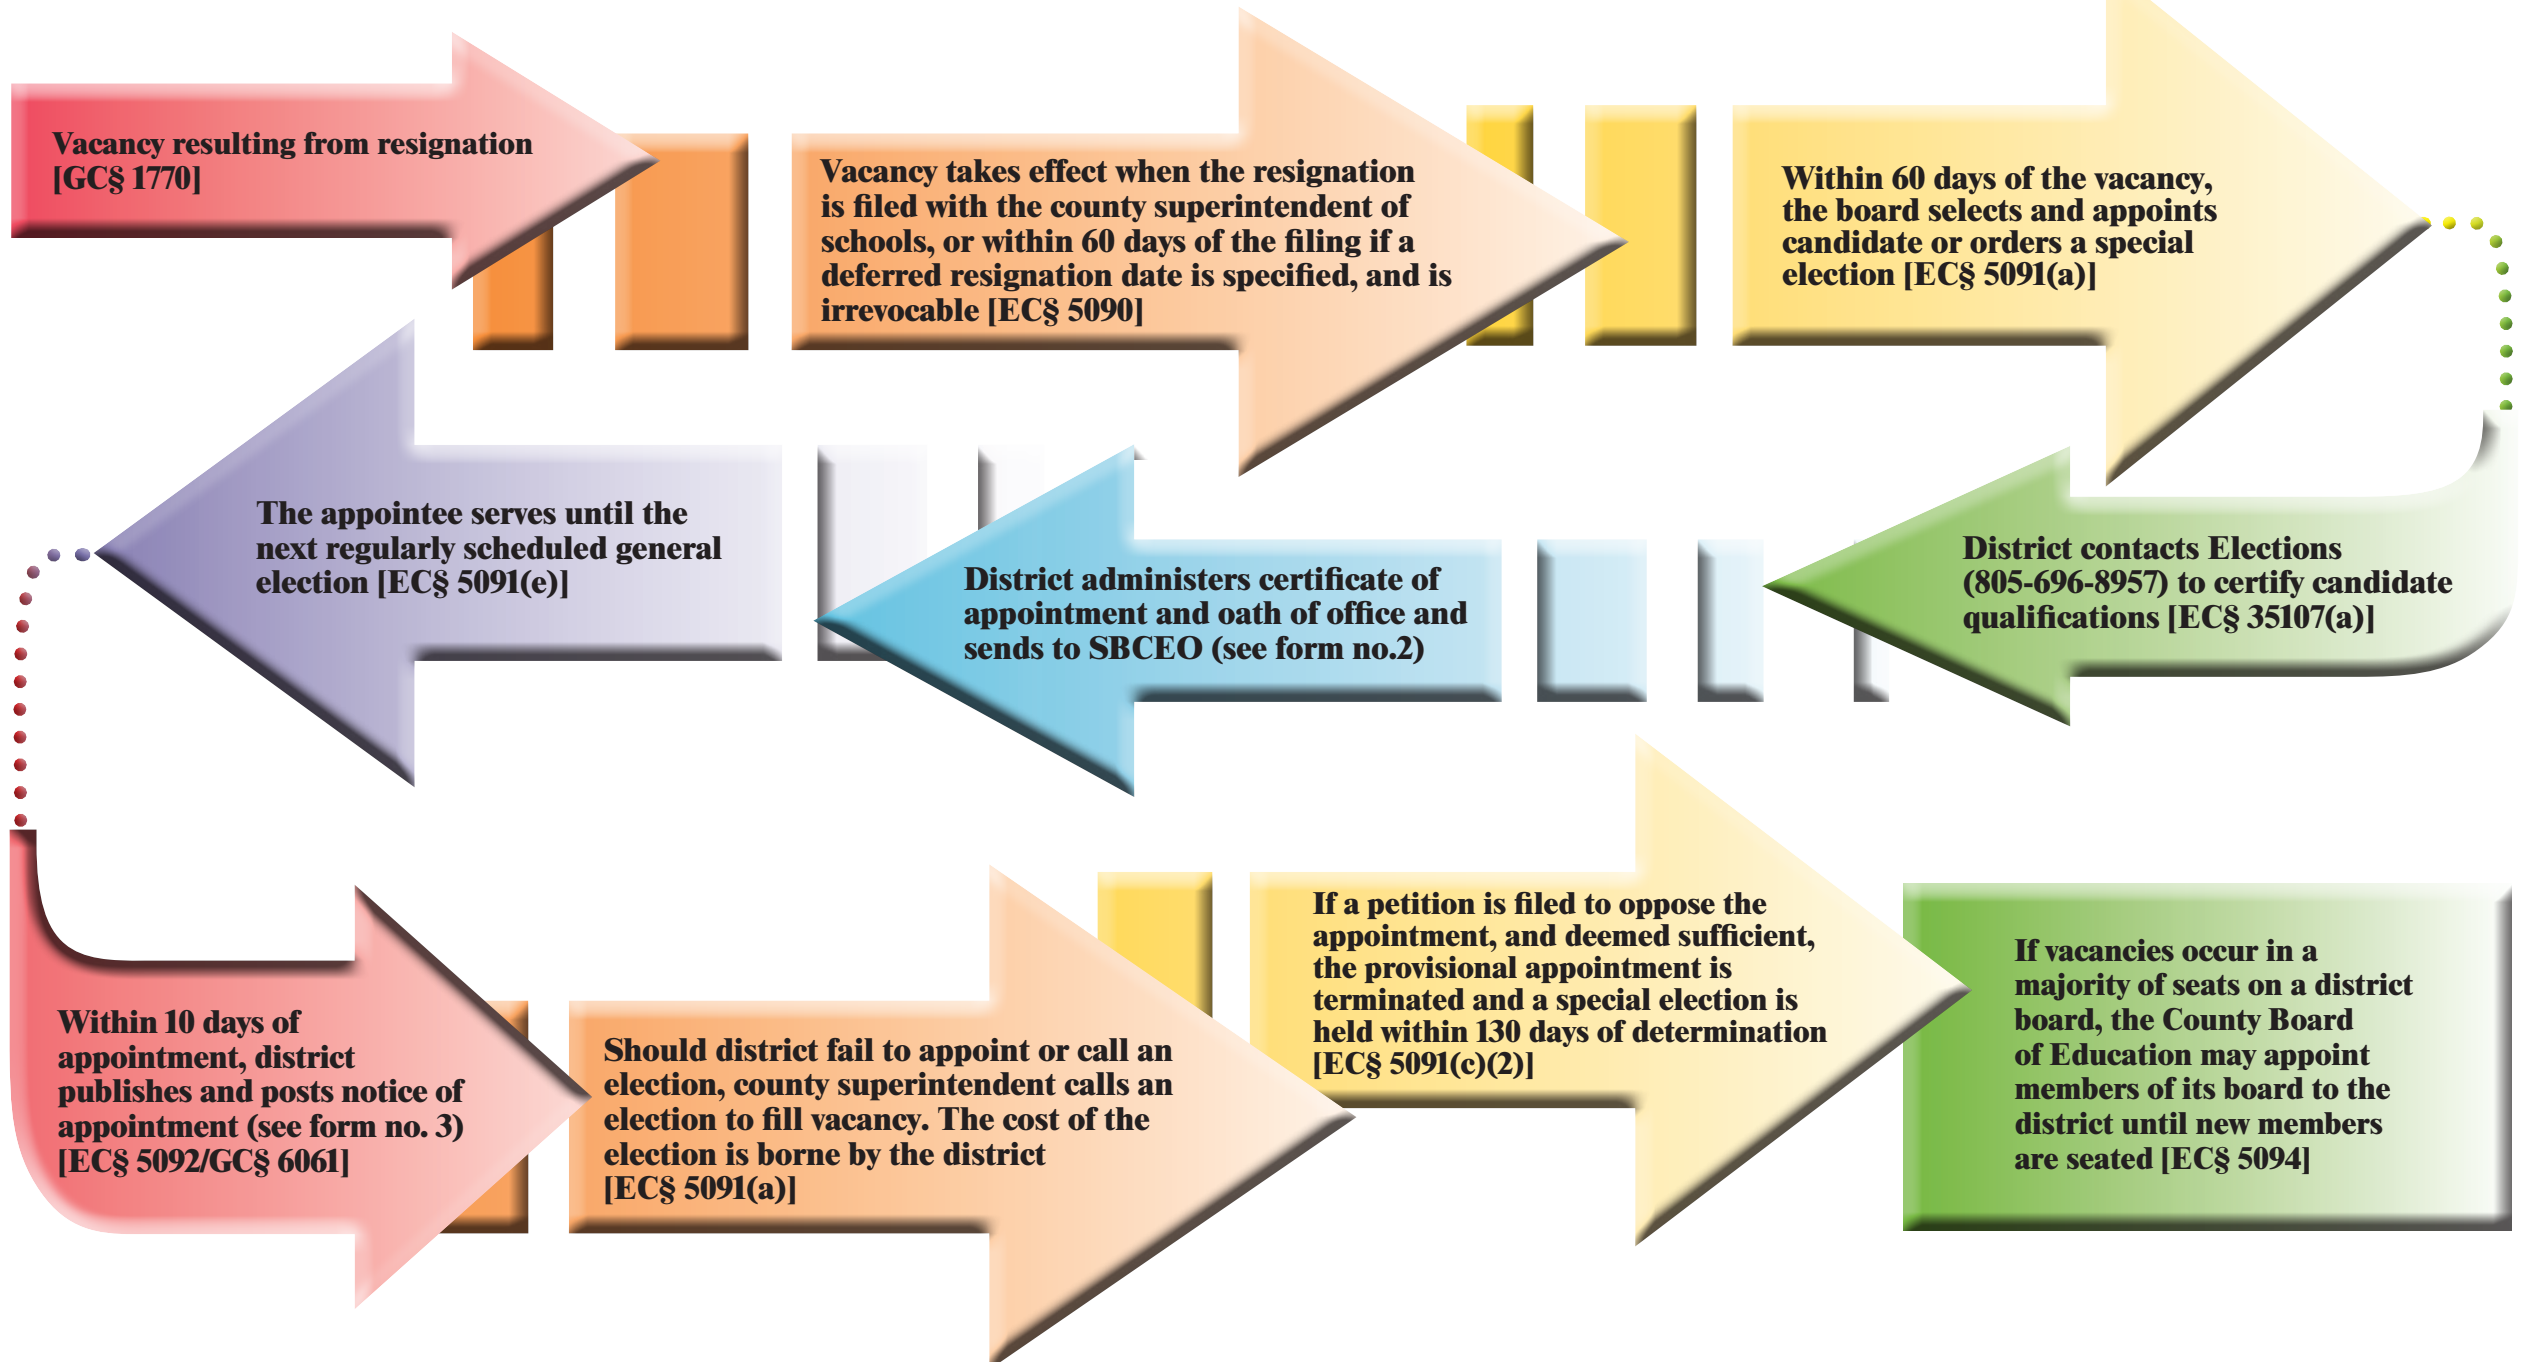 Vacancy resulting from resignation
[GC§ 1770]
Vacancy takes effect when the resignation
is filed with the county superintendent of
schools, or within 60 days of the filing if a
deferred resignation date is specified, and is
irrevocable [EC§ 5090]
Within 60 days of the vacancy,
the board selects and appoints
candidate or orders a special
election [EC§ 5091(a)]
District contacts Elections
(805-696-8957) to certify candidate
qualifications [EC§ 35107(a)]
District administers certificate of
appointment and oath of office and
sends to SBCEO (see form no.2)
The appointee serves until the
next regularly scheduled general
election [EC§ 5091(e)]
Within 10 days of
appointment, district
publishes and posts notice of
appointment (see form no. 3)
[EC§ 5092/GC§ 6061]
Should district fail to appoint or call an
election, county superintendent calls an
election to fill vacancy. The cost of the
election is borne by the district
[EC§ 5091(a)]
If a petition is filed to oppose the
appointment, and deemed sufficient,
the provisional appointment is
terminated and a special election is
held within 130 days of determination
[EC§ 5091(c)(2)]
If vacancies occur in a
majority of seats on a district
board, the County Board
of Education may appoint
members of its board to the
district until new members
are seated [EC§ 5094]